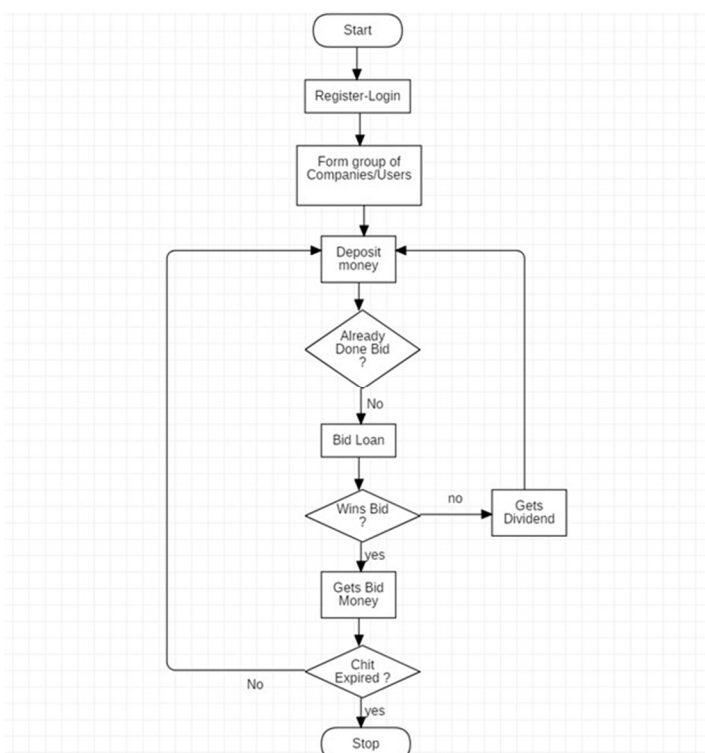 Start
Register-Login
Form group of
Companies/Users
Deposit
money
Already
Done Bid
?
No
Bid Loan
Wins Bid
?
no
Gets
Dividend
yes
Gets Bid
Money
Chit
Expired ?
No
yes
Stop